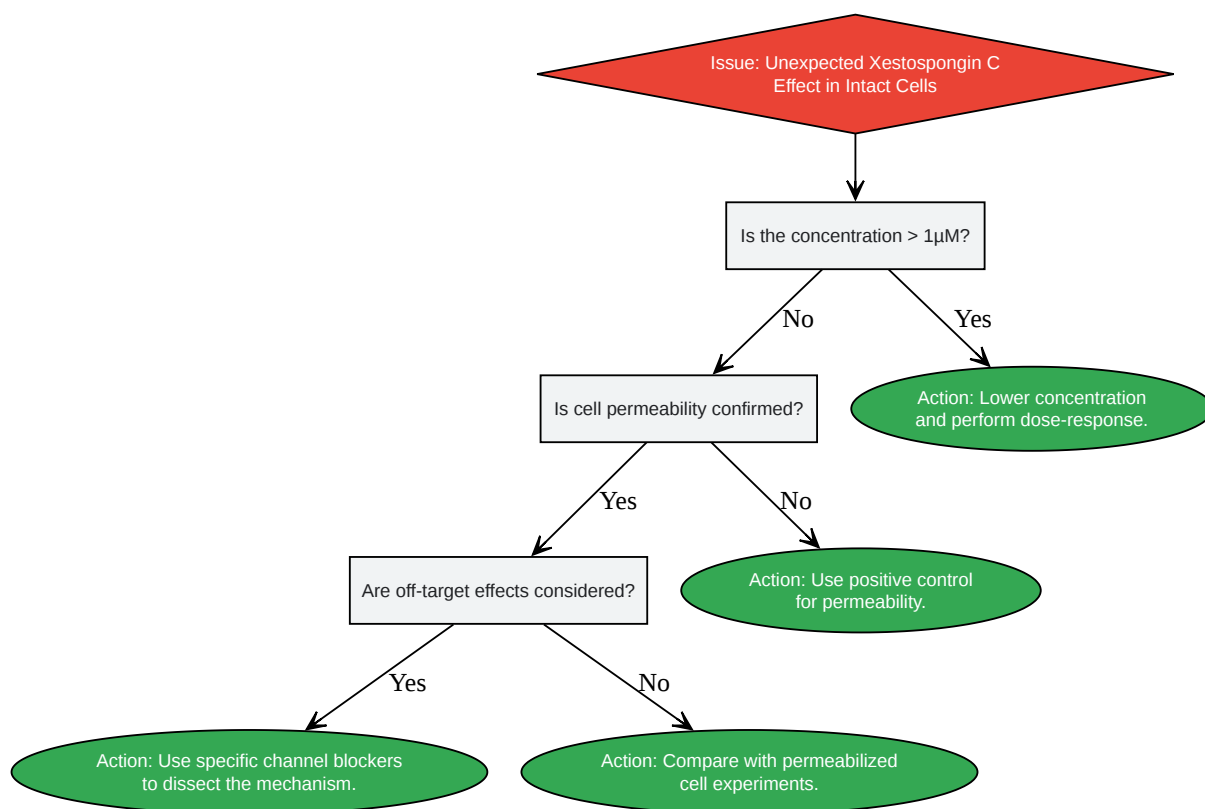 Issue: Unexpected Xestospongin C
Effect in Intact Cells
Is the concentration > 1µM?
No
Yes
Is cell permeability confirmed?
Action: Lower concentration
and perform dose-response.
Yes
No
Are off-target effects considered?
Action: Use positive control
for permeability.
Yes
No
Action: Use specific channel blockers
to dissect the mechanism.
Action: Compare with permeabilized
cell experiments.